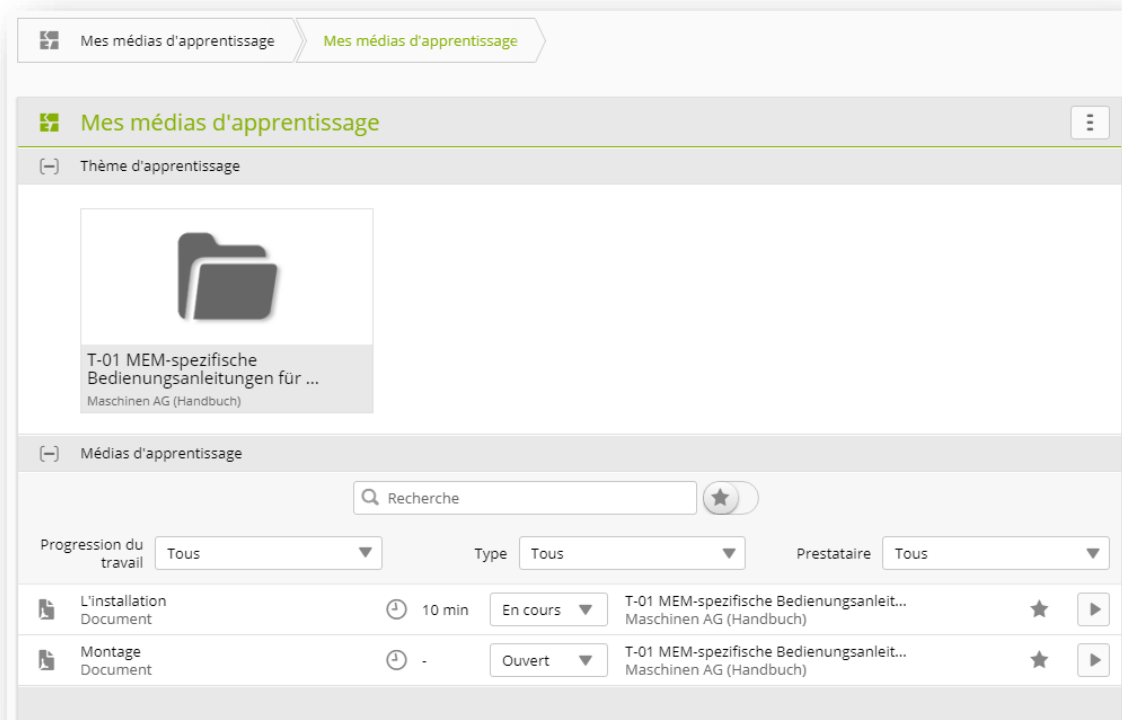 Mes médias d'apprentissage Mes médias d'apprentissage
Mes médias d'apprentissage
Thème d'apprentissage
T-01 MEM-spezifische
Bedienungsanleitungen für ...
Maschinen AG (Handbuch)
Médias d'apprentissage
Recherche
Progression du
travail
Tous
Type
Tous
Prestataire
Tous
L'installation
Document
10 min
En cours
T-01 MEM-spezifische Bedienungsanleit...
Maschinen AG (Handbuch)
Montage
Document
-
Ouvert
T-01 MEM-spezifische Bedienungsanleit...
Maschinen AG (Handbuch)